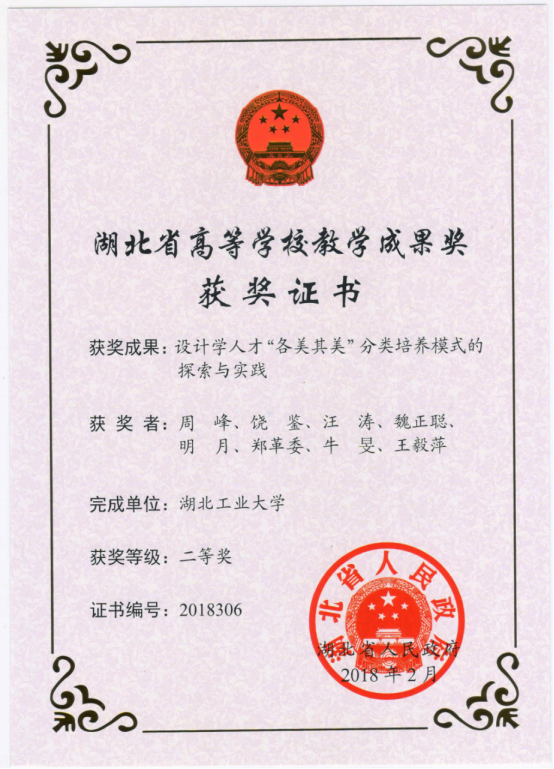 湖北省高等学校教学成果奖
获奖证书
获奖成果：设计学人才“各美其美”分类培养模式的
探索与实践
获 奖 者：周　峰、饶　鉴、汪　涛、魏正聪、
明　月、郑革委、牛　旻、王毅萍
完成单位：湖北工业大学
获奖等级：二等奖
证书编号：2018306
湖北省人民政府
湖北省人民政府
2018 年 2 月